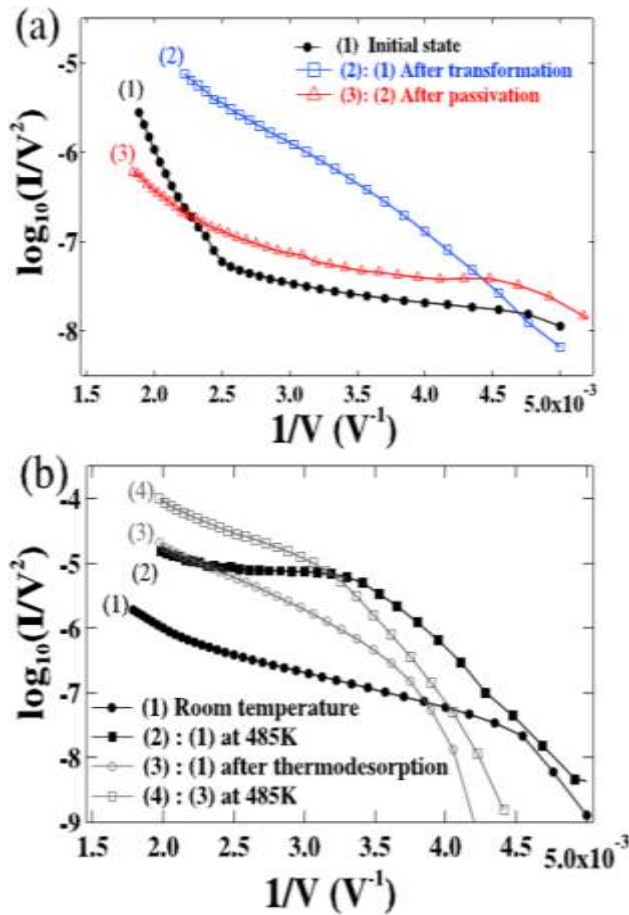 (a)
(2)
(1) Initial state
(2): (1) After transformation
(3): (2) After passivation
-5
(1)
-6
(3)
-7
-8
log₁₀(I/V²)
1.5 2.0 2.5 3.0 3.5 4.0 4.5 5.0x10⁻³
1/V (V⁻¹)
(b)
-4
(4)
(3)
-5
(2)
(1)
-6
-7
(1) Room temperature
(2) : (1) at 485K
-8
(3) : (1) after thermodesorption
(4) : (3) at 485K
-9
log₁₀(I/V²)
1.5 2.0 2.5 3.0 3.5 4.0 4.5 5.0x10⁻³
1/V (V⁻¹)